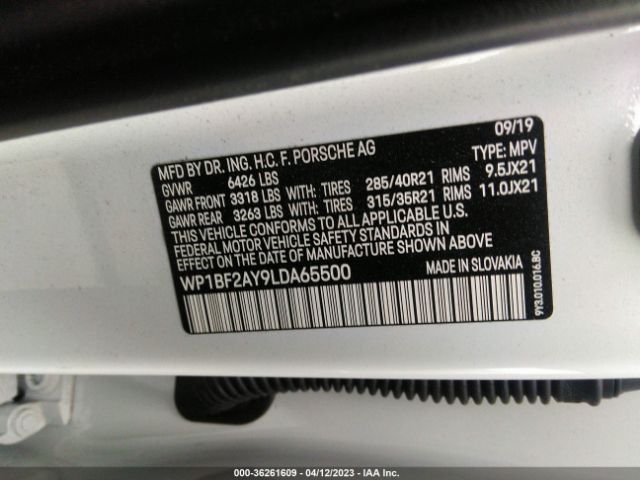 09/19
MFD BY DR. ING. H.C. F. PORSCHE AG TYPE: MPV
GVWR 6426 LBS
GAWR FRONT 3318 LBS WITH: TIRES 285/40R21 RIMS 9.5JX21
GAWR REAR 3263 LBS WITH: TIRES 315/35R21 RIMS 11.0JX21
THIS VEHICLE CONFORMS TO ALL APPLICABLE U.S.
FEDERAL MOTOR VEHICLE SAFETY STANDARDS IN
EFFECT ON THE DATE OF MANUFACTURE SHOWN ABOVE
WP1BF2AY9LDA65500 MADE IN SLOVAKIA
9Y3.010.016.BC
000-36261609 - 04/12/2023 - IAA Inc.